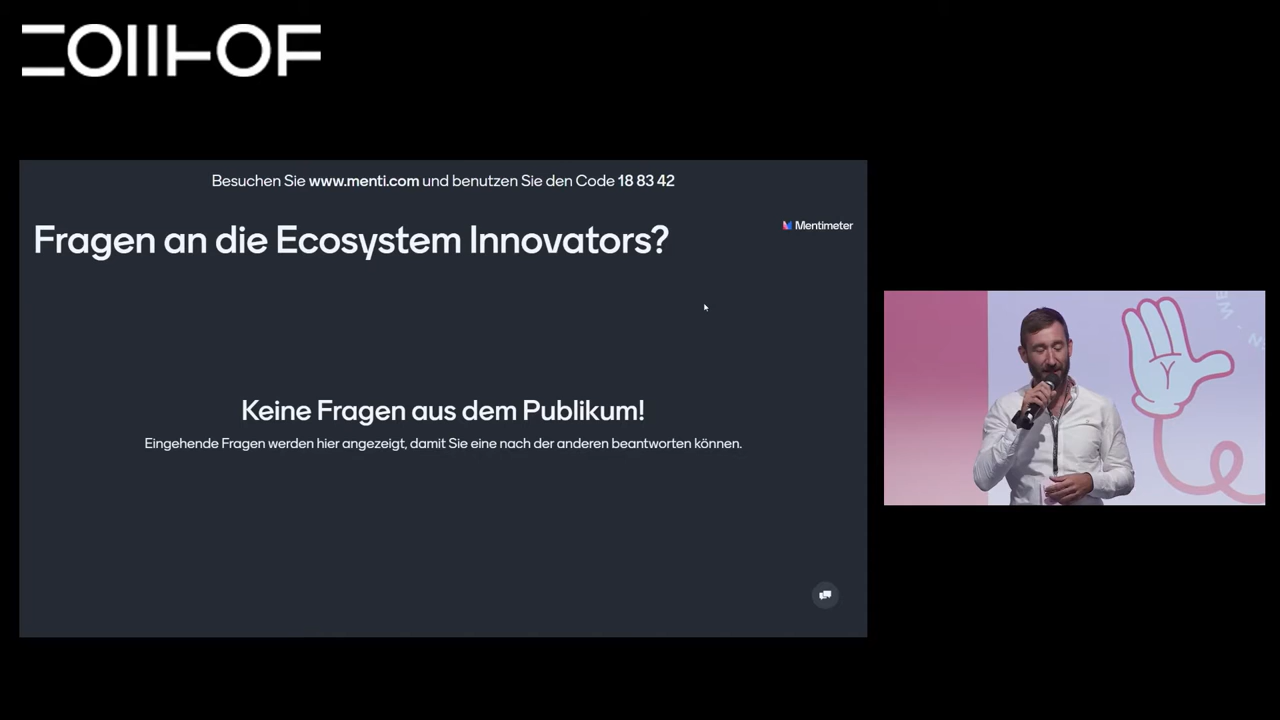 ZOLLHOF
Besuchen Sie www.menti.com und benutzen Sie den Code 18 83 42
Fragen an die Ecosystem Innovators?
Mentimeter
Keine Fragen aus dem Publikum!
Eingehende Fragen werden hier angezeigt, damit Sie eine nach der anderen beantworten können.